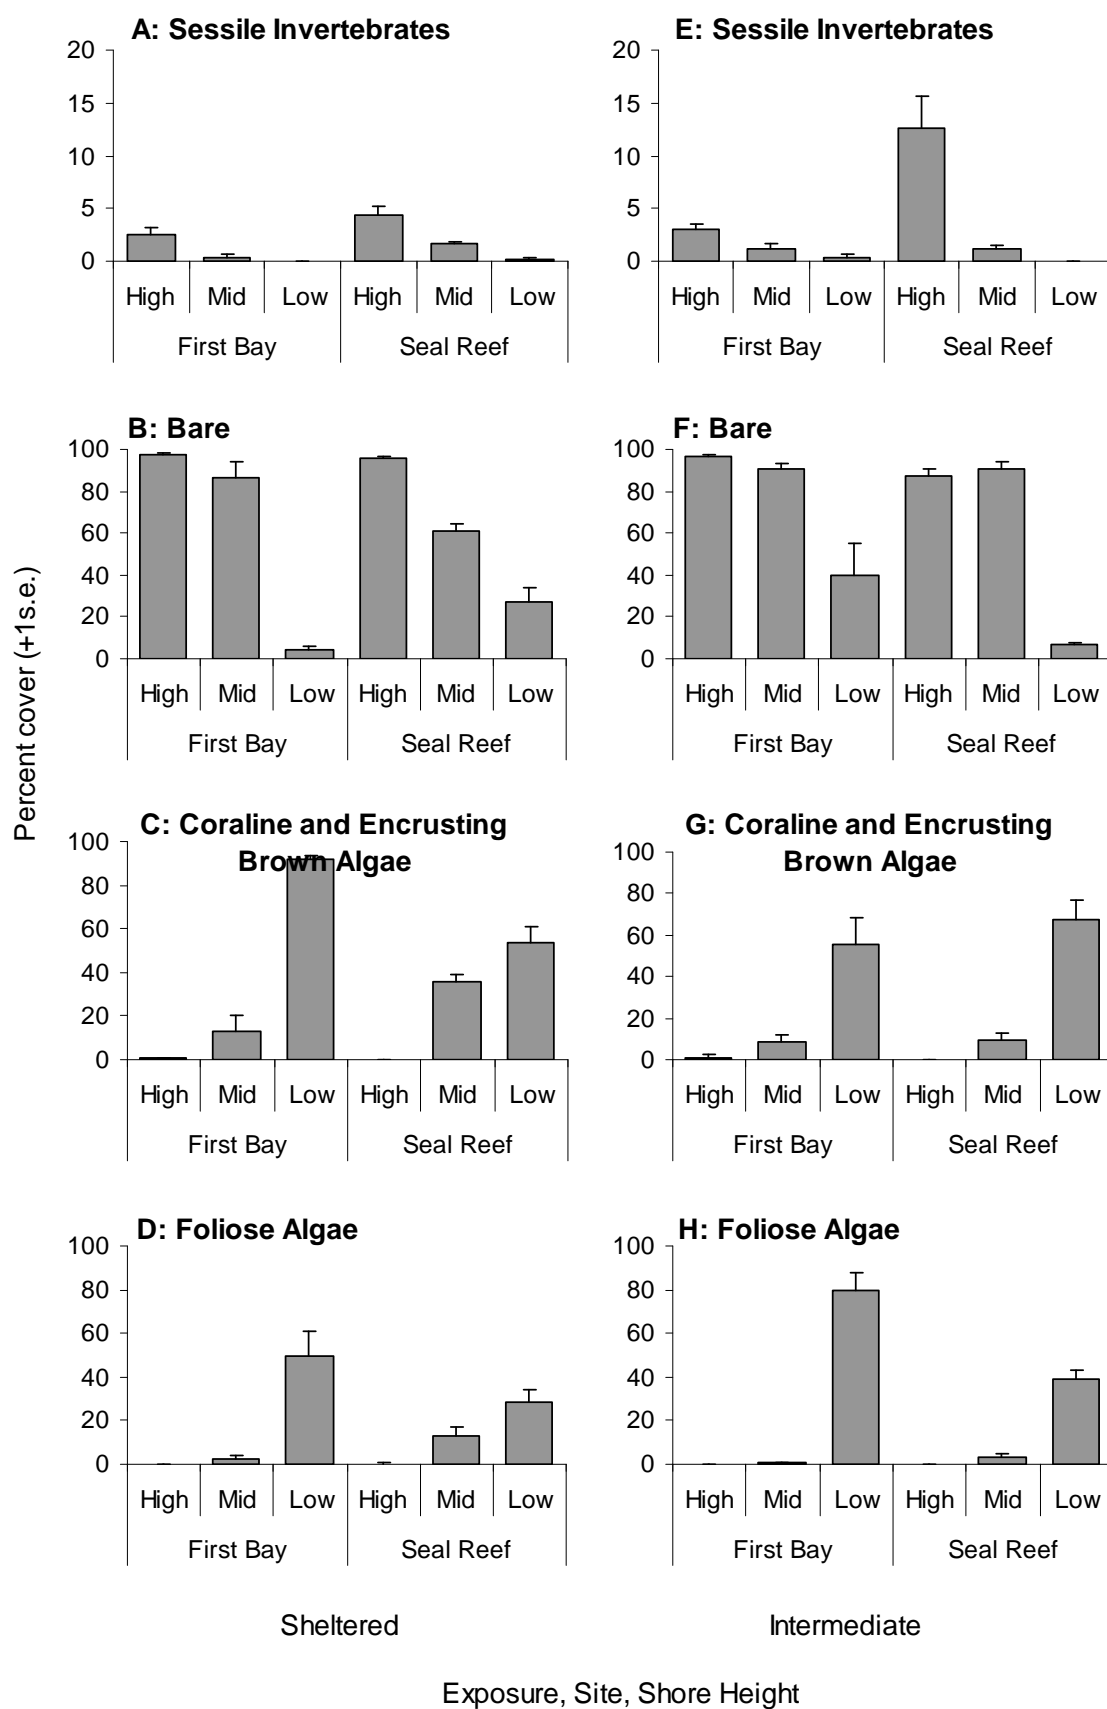 A: Sessile Invertebrates
20
15
10
5
0
High Mid Low High Mid Low
First Bay Seal Reef
E: Sessile Invertebrates
20
15
10
5
0
High Mid Low High Mid Low
First Bay Seal Reef
B: Bare
100
80
60
40
20
0
High Mid Low High Mid Low
First Bay Seal Reef
F: Bare
100
80
60
40
20
0
High Mid Low High Mid Low
First Bay Seal Reef
Percent cover (+1s.e.)
C: Coraline and Encrusting
Brown Algae
100
80
60
40
20
0
High Mid Low High Mid Low
First Bay Seal Reef
G: Coraline and Encrusting
Brown Algae
100
80
60
40
20
0
High Mid Low High Mid Low
First Bay Seal Reef
D: Foliose Algae
100
80
60
40
20
0
High Mid Low High Mid Low
First Bay Seal Reef
H: Foliose Algae
100
80
60
40
20
0
High Mid Low High Mid Low
First Bay Seal Reef
Sheltered Intermediate
Exposure, Site, Shore Height